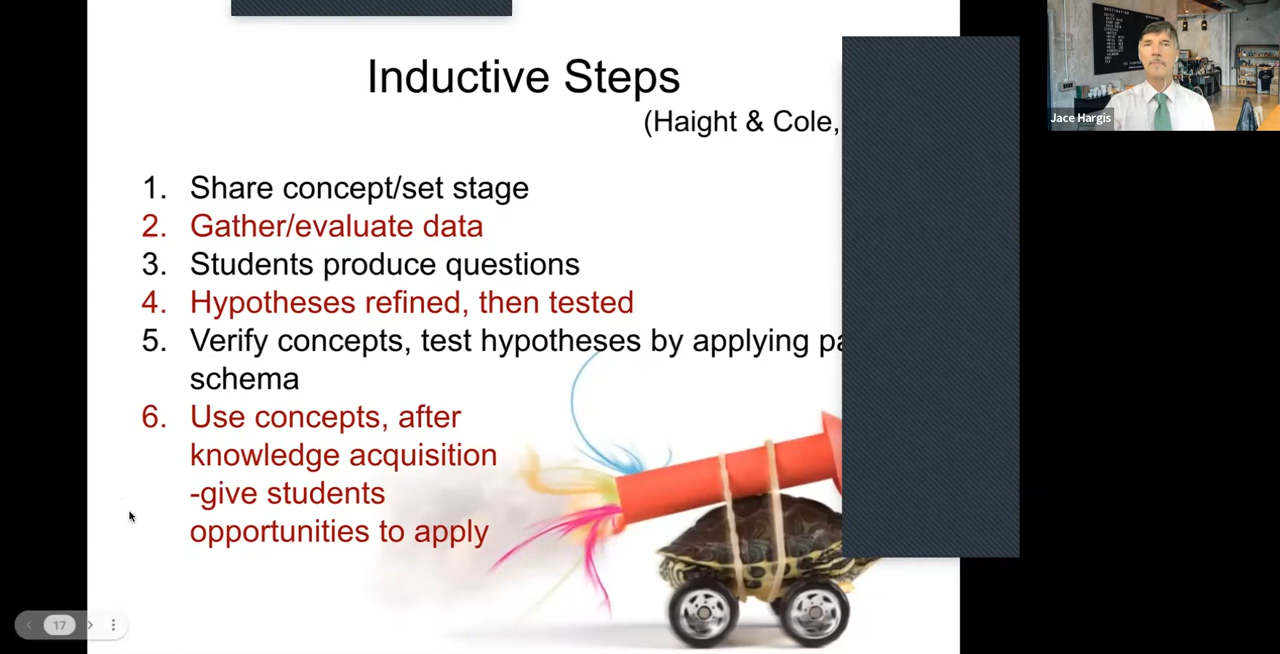 Inductive Steps
(Haight & Cole,
1. Share concept/set stage
2. Gather/evaluate data
3. Students produce questions
4. Hypotheses refined, then tested
5. Verify concepts, test hypotheses by applying
schema
6. Use concepts, after
knowledge acquisition
-give students
opportunities to apply
17
Jace Hargis